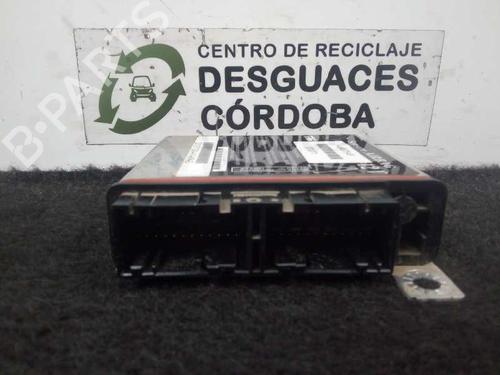 B-PARTS
CENTRO DE RECICLAJE
DESGUACES
CÓRDOBA